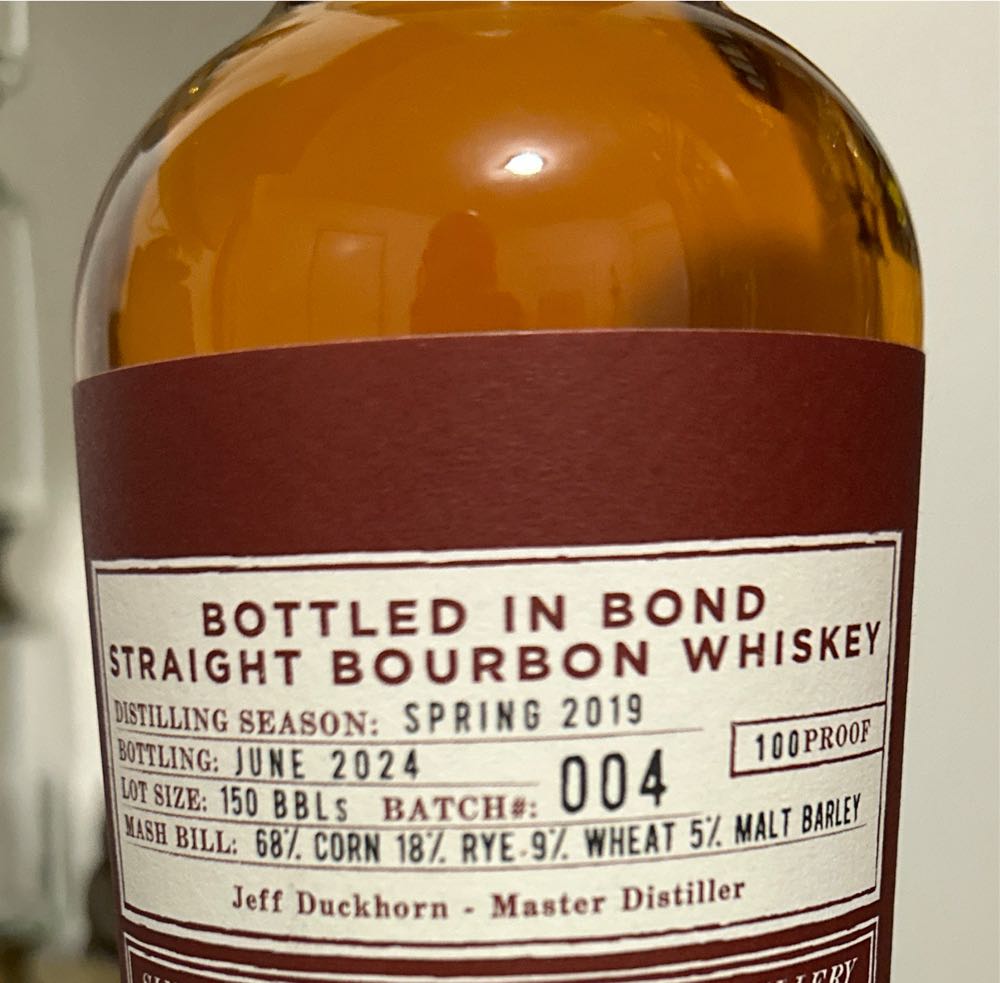 BOTTLED IN BOND
STRAIGHT BOURBON WHISKEY
DISTILLING SEASON: SPRING 2019
100PROOF
BOTTLING: JUNE 2024
LOT SIZE: 150 BBLs BATCH#: 004
MASH BILL: 68% CORN 18% RYE-9% WHEAT 5% MALT BARLEY
Jeff Duckhorn - Master Distiller